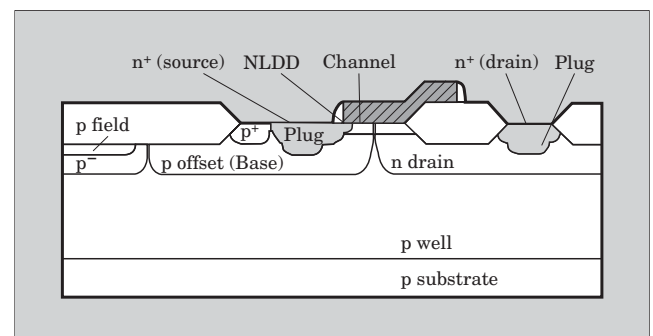 n⁺ (source) NLDD Channel n⁺ (drain) Plug
p field
p⁺ Plug
p⁻ p offset (Base) n drain
p well
p substrate